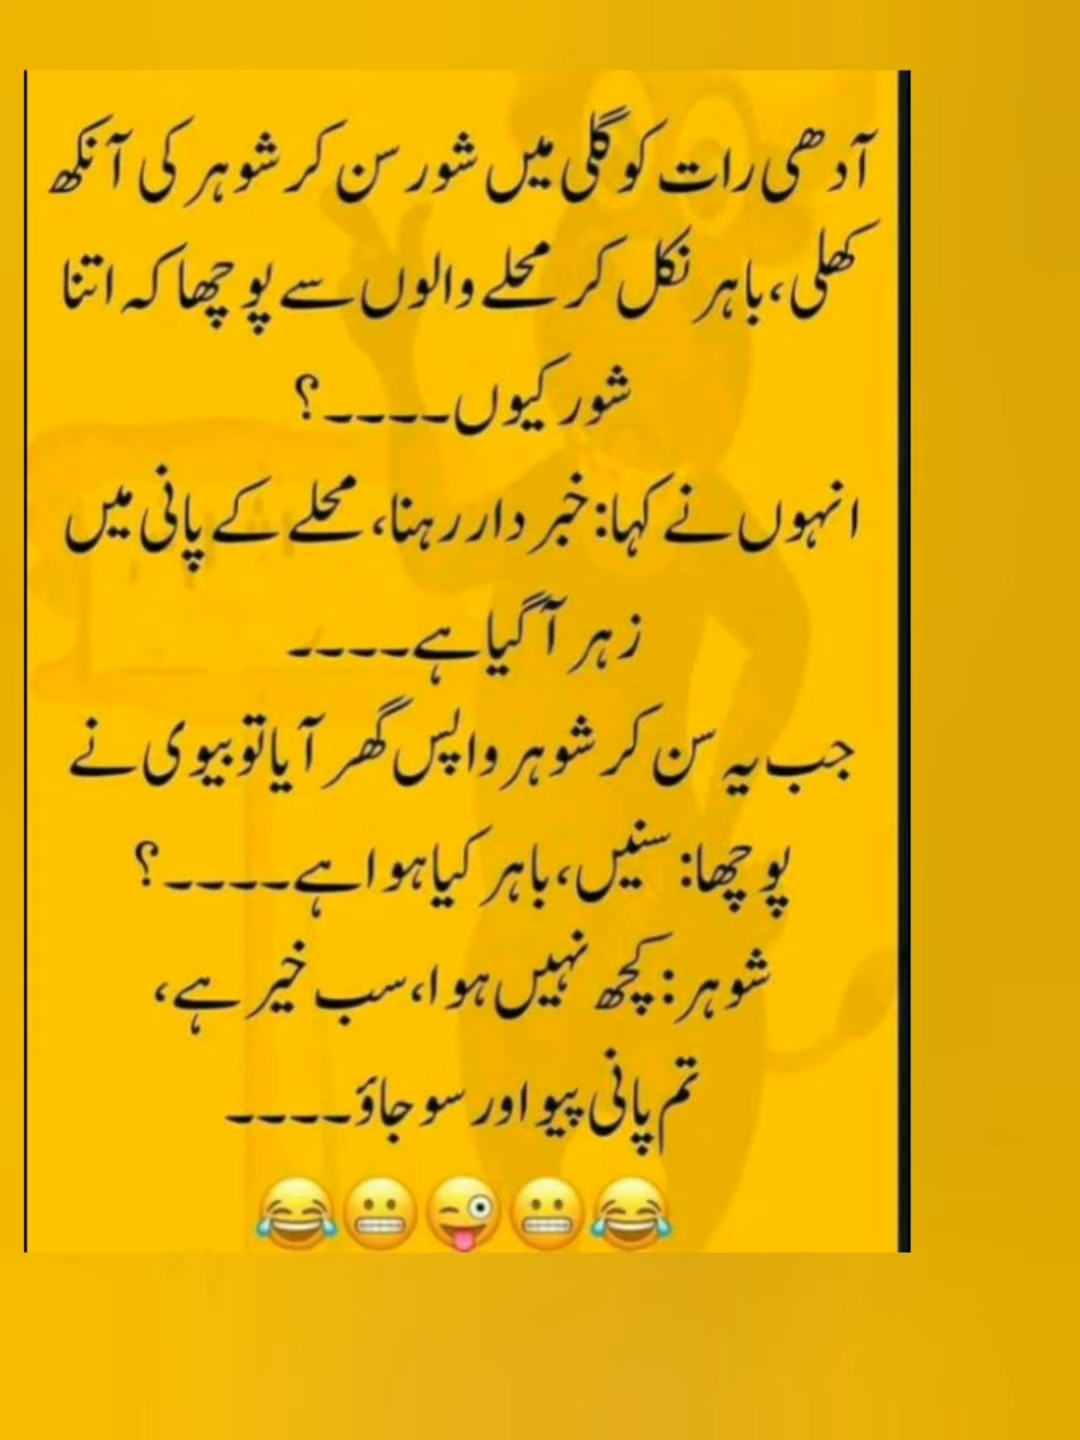 آدھی رات کو گلی میں شور سن کر شوہر کی آنکھ
کھلی، باہر نکل کر محلے والوں سے پوچھا کہ اتنا
شور کیوں۔۔۔۔؟
انہوں نے کہا: خبردار رہنا، محلے کے پانی میں
زہر آ گیا ہے۔۔۔۔
جب یہ سن کر شوہر واپس گھر آیا تو بیوی نے
پوچھا: سنیں، باہر کیا ہوا ہے۔۔۔۔؟
شوہر: کچھ نہیں ہوا، سب خیر ہے،
تم پانی پیو اور سو جاؤ۔۔۔۔
😂😬😜😬😂